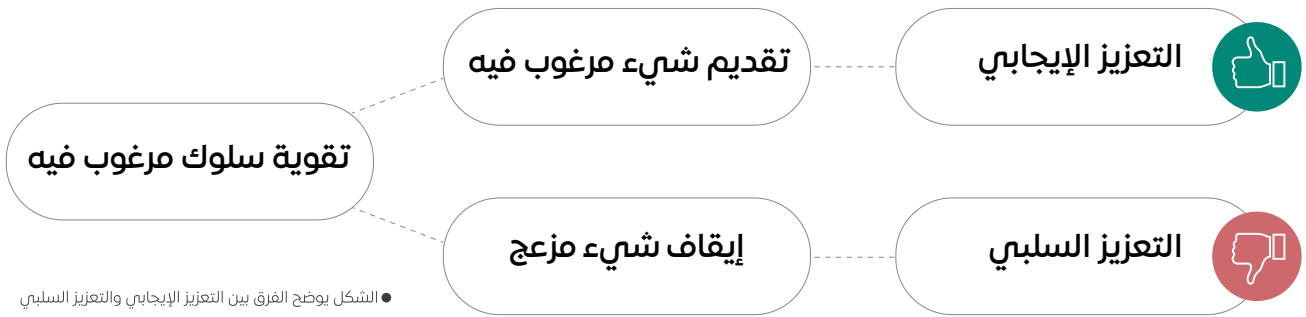 التعزيز الإيجابي
تقديم شيء مرغوب فيه
تقوية سلوك مرغوب فيه
التعزيز السلبي
إيقاف شيء مزعج
● الشكل يوضح الفرق بين التعزيز الإيجابي والتعزيز السلبي